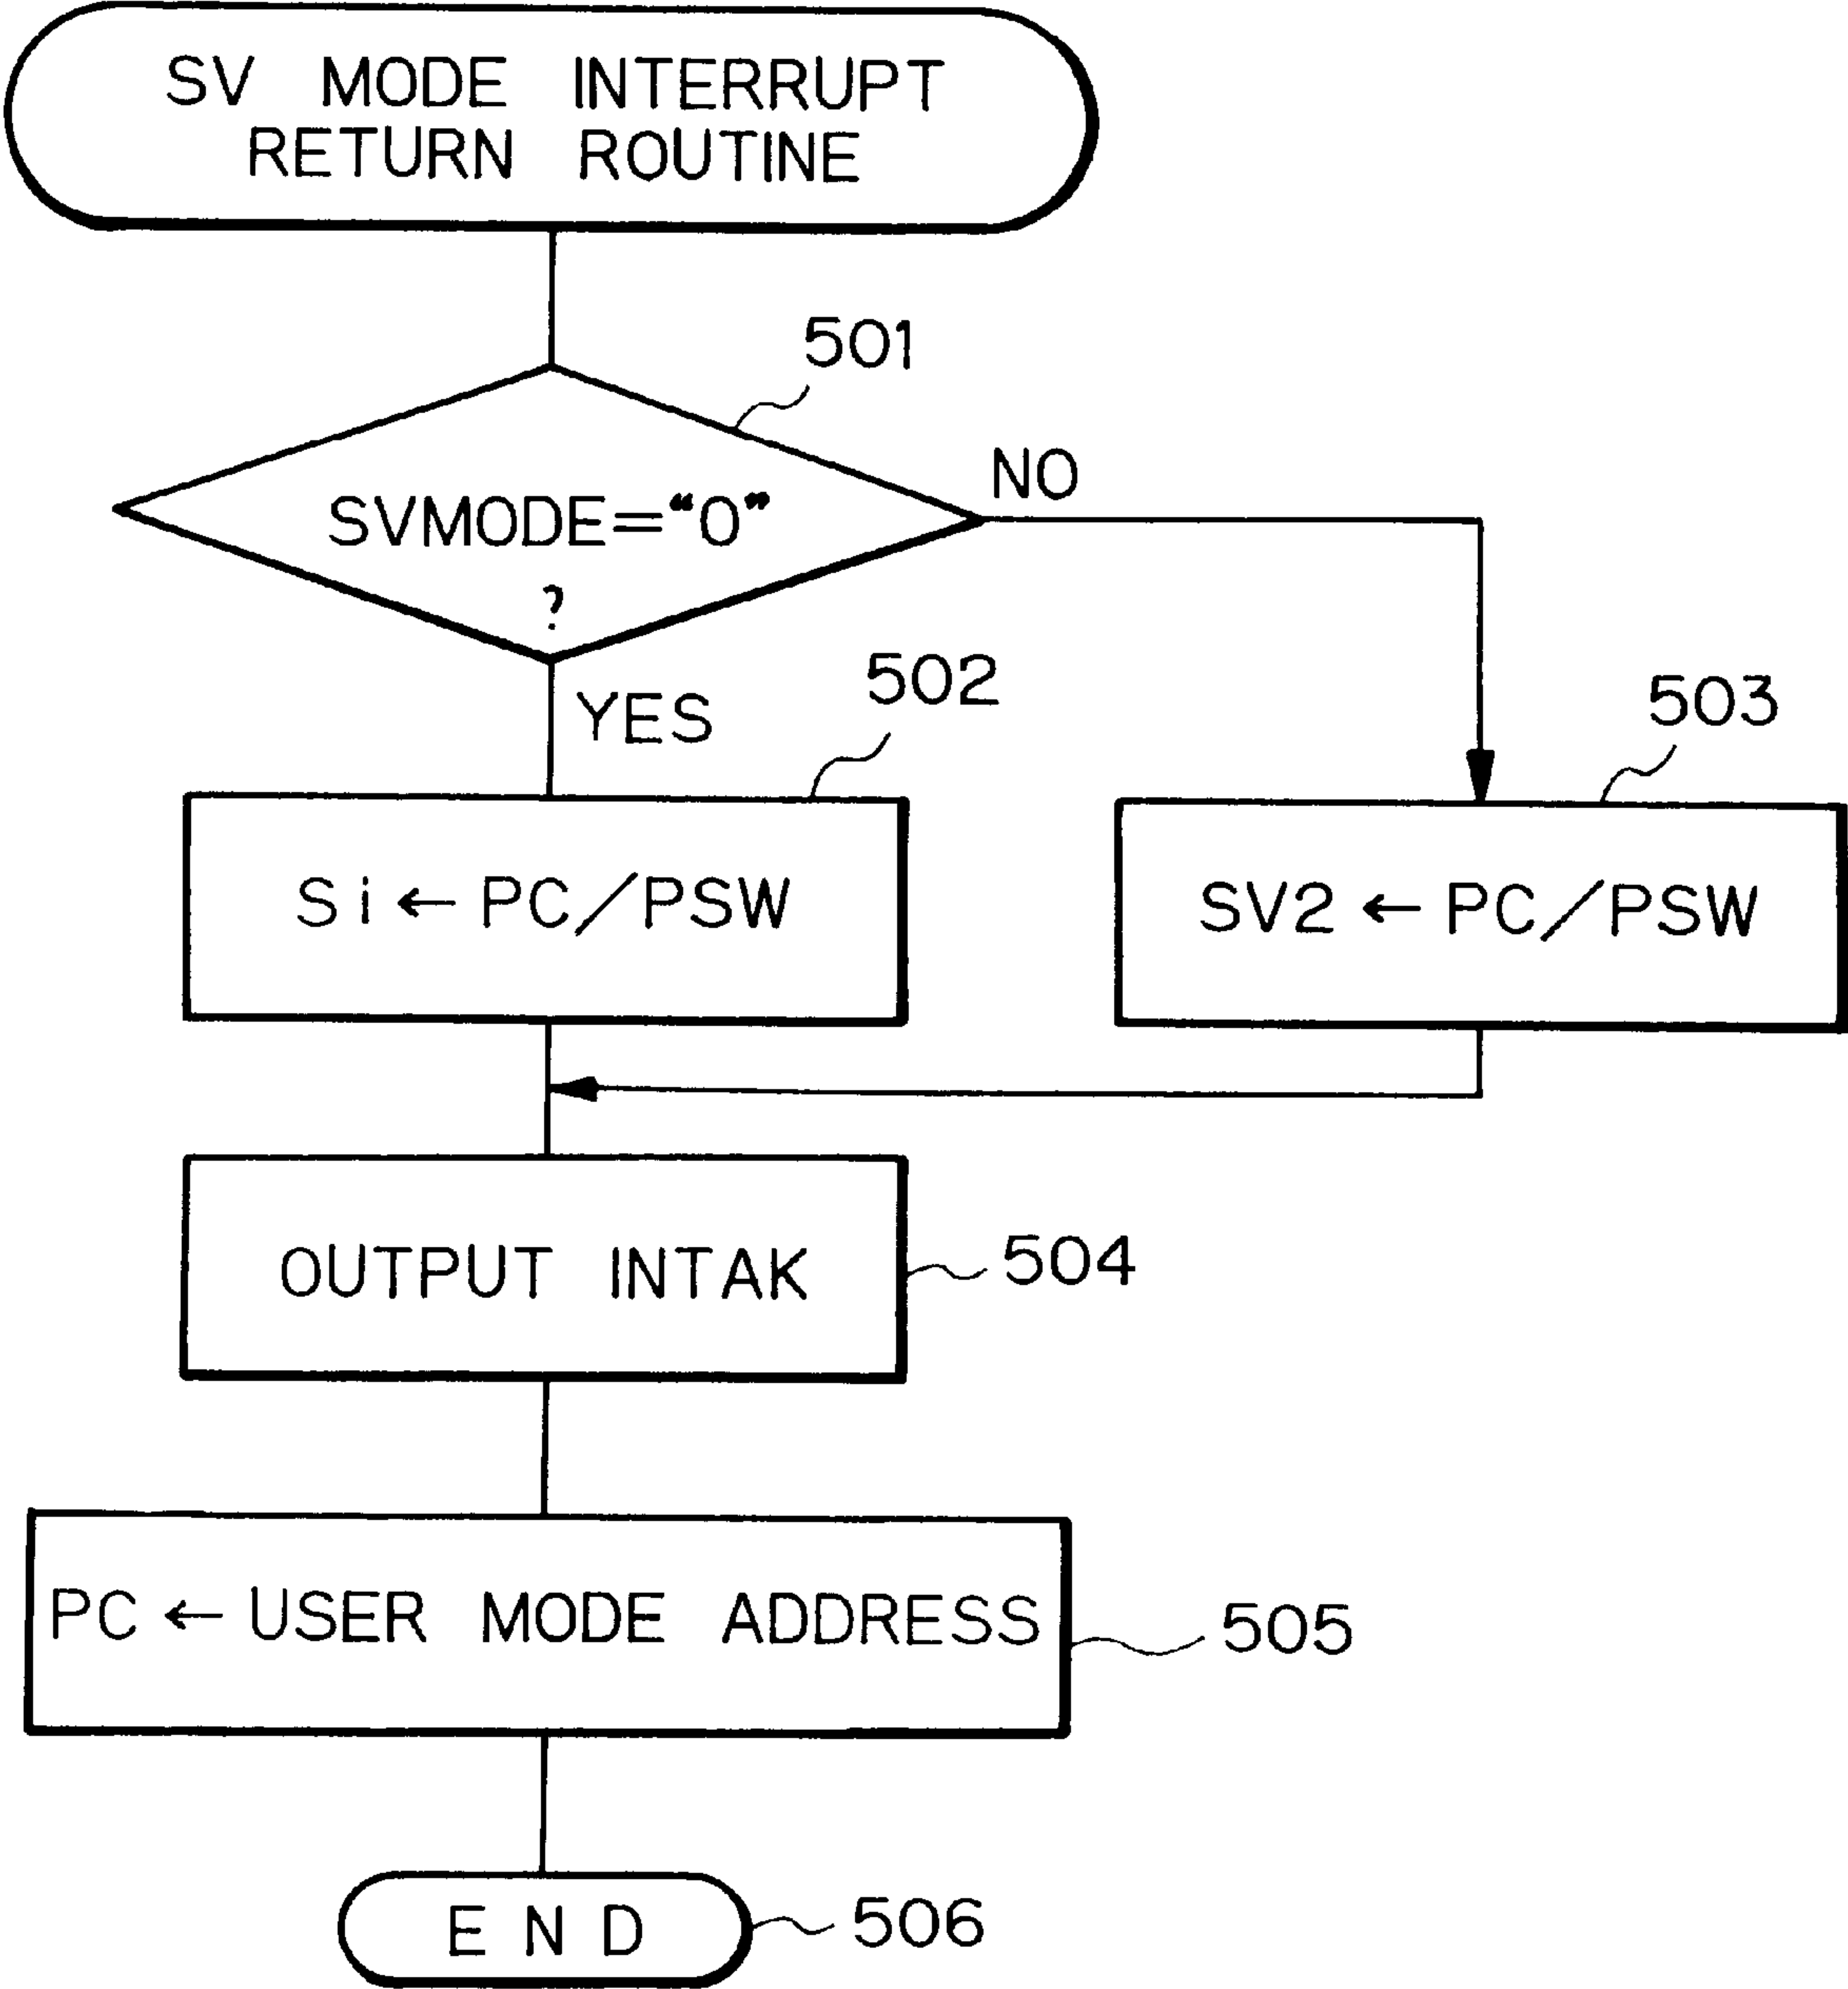 SV MODE INTERRUPT
RETURN ROUTINE
501
SVMODE=“0”
?
NO
YES
502
503
Si←PC/PSW
SV2←PC/PSW
OUTPUT INTAK
504
PC←USER MODE ADDRESS
505
END
506